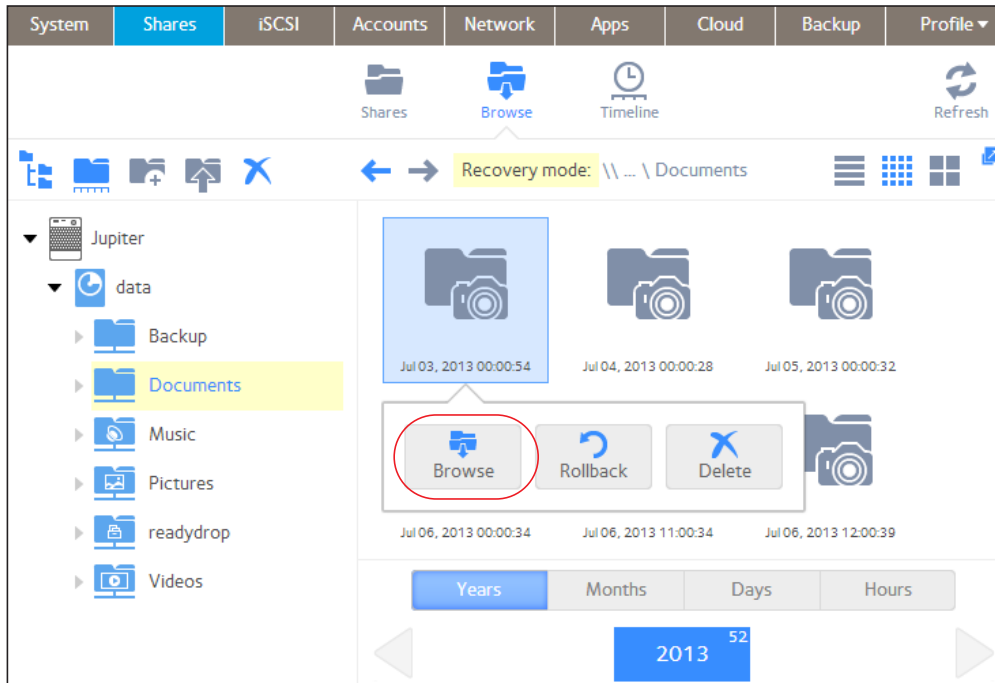 System Shares iSCSI Accounts Network Apps Cloud Backup Profile ▾
Shares Browse Timeline Refresh
Recovery mode: \\ ... \ Documents
Jupiter
data
Backup
Documents
Music
Pictures
readydrop
Videos
Jul 03, 2013 00:00:54 Jul 04, 2013 00:00:28 Jul 05, 2013 00:00:32
Browse Rollback Delete
Jul 06, 2013 00:00:34 Jul 06, 2013 11:00:34 Jul 06, 2013 12:00:39
Years Months Days Hours
2013 52